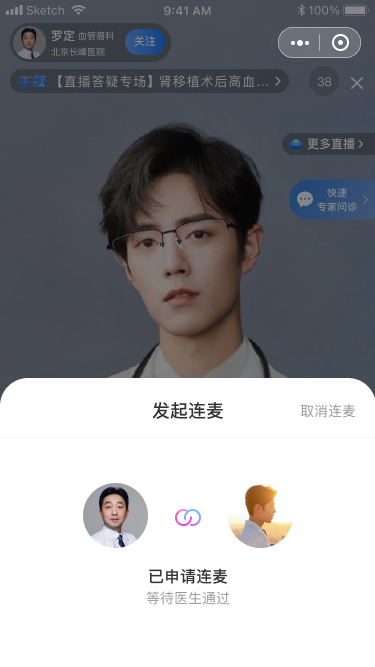 Sketch
9:41 AM
100%
罗定 血管瘤科
北京长峰医院
关注
王颖【直播答疑专场】肾移植术后高血...
38
更多直播
快速
专家问诊
发起连麦
取消连麦
已申请连麦
等待医生通过